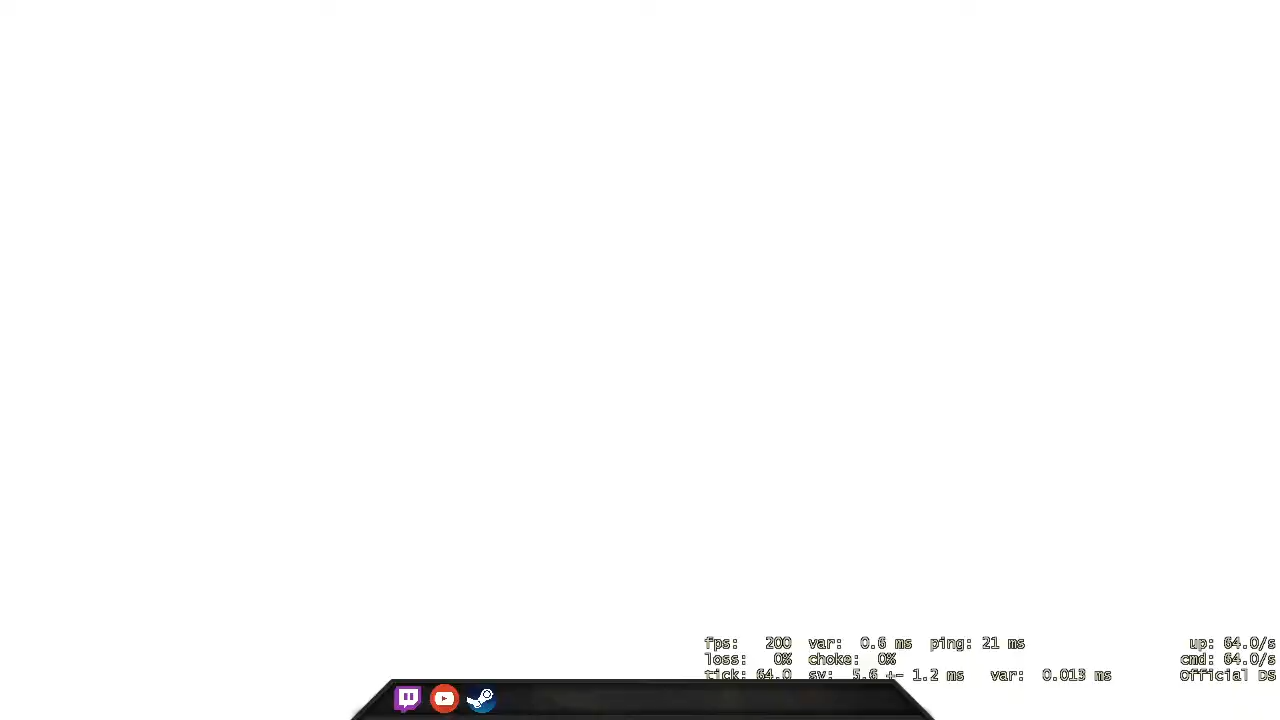 fps: 200 var: 0.6 ms ping: 21 ms up: 64.0/s
loss: 0% choke: 0% cmd: 64.0/s
tick: 64.0 sv: 5.6 +- 1.2 ms var: 0.013 ms Official DS